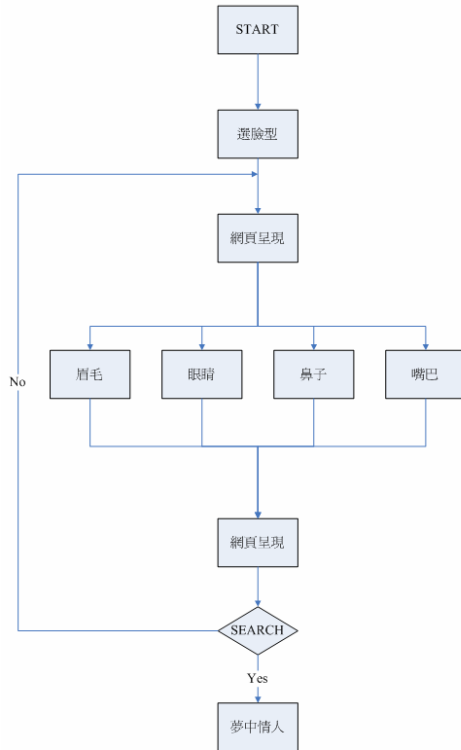 START
選臉型
網頁呈現
眉毛
眼睛
鼻子
嘴巴
No
網頁呈現
SEARCH
Yes
夢中情人